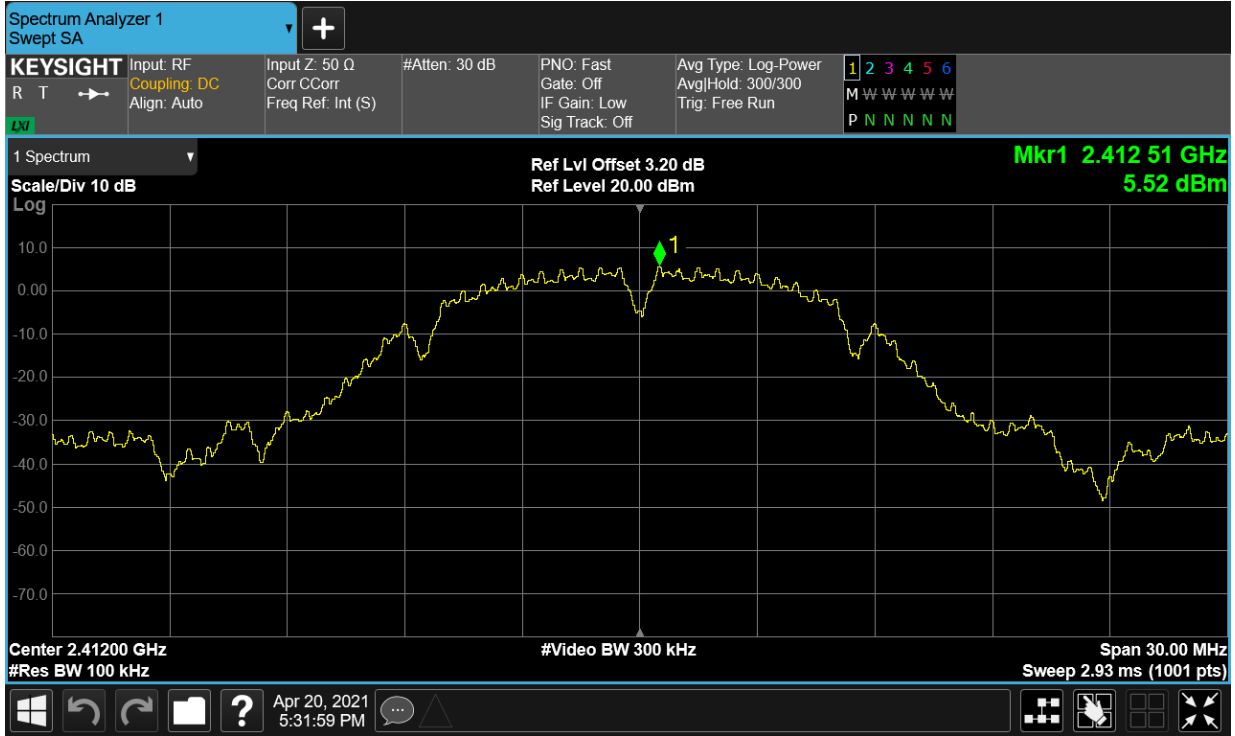 Spectrum Analyzer 1
Swept SA
KEYSIGHT
R T
LXI
Input: RF
Coupling: DC
Align: Auto
Input Z: 50 Ω
Corr CCorr
Freq Ref: Int (S)
#Atten: 30 dB
PNO: Fast
Gate: Off
IF Gain: Low
Sig Track: Off
Avg Type: Log-Power
Avg|Hold: 300/300
Trig: Free Run
1 2 3 4 5 6
M W W W W W
P N N N N N
1 Spectrum
Scale/Div 10 dB
Log
Ref Lvl Offset 3.20 dB
Ref Level 20.00 dBm
Mkr1 2.412 51 GHz
5.52 dBm
1
10.0
0.00
-10.0
-20.0
-30.0
-40.0
-50.0
-60.0
-70.0
Center 2.41200 GHz
#Res BW 100 kHz
#Video BW 300 kHz
Span 30.00 MHz
Sweep 2.93 ms (1001 pts)
?
Apr 20, 2021
5:31:59 PM